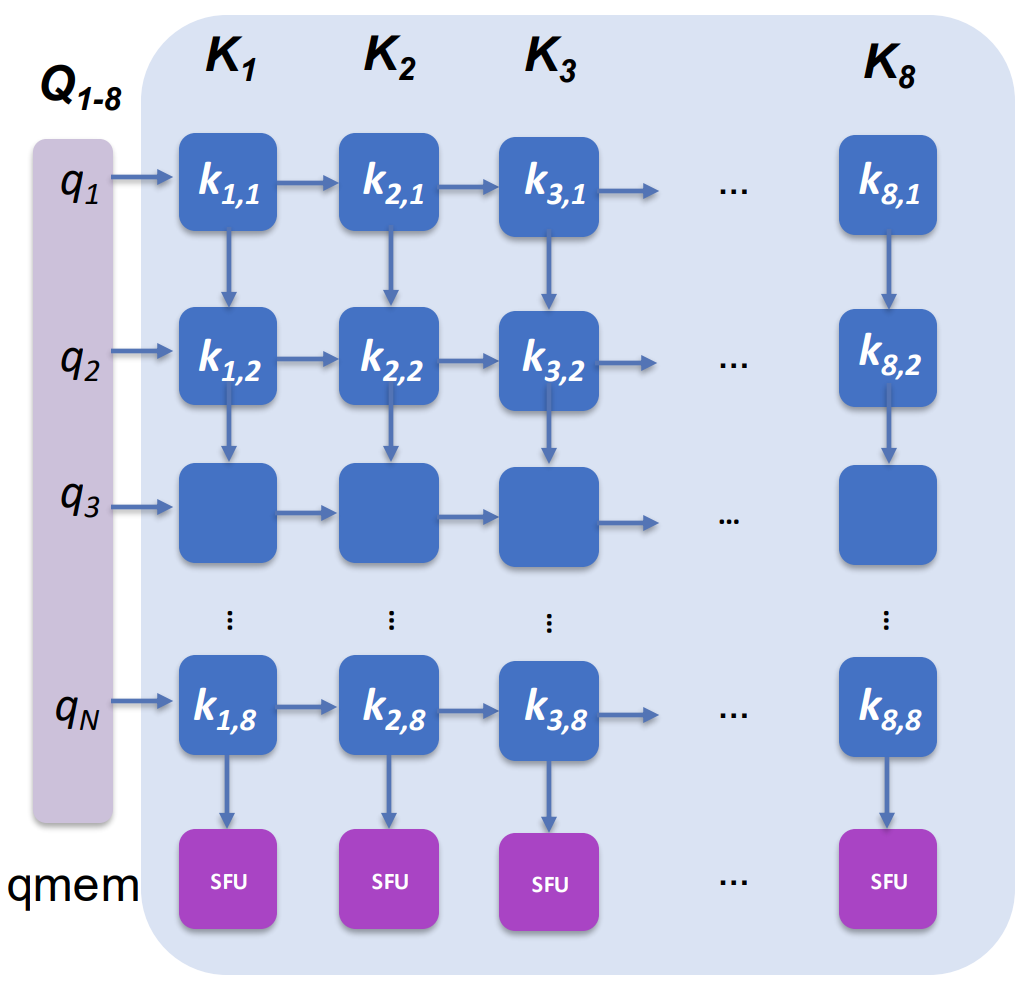 K1 K2 K3 K8
Q1-8
q1 k1,1 k2,1 k3,1 ... k8,1
q2 k1,2 k2,2 k3,2 ... k8,2
q3 ...
... ... ... ...
qN k1,8 k2,8 k3,8 ... k8,8
qmem SFU SFU SFU ... SFU